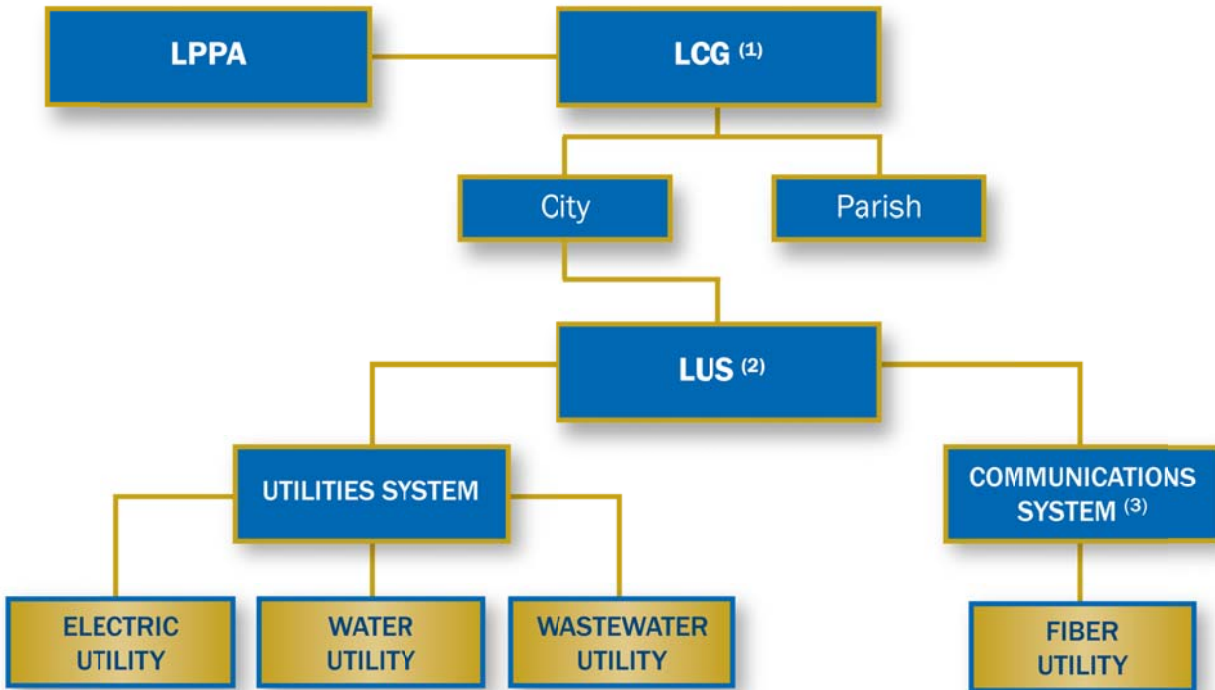 LPPA
LCG (1)
City
Parish
LUS (2)
UTILITIES SYSTEM
COMMUNICATIONS
SYSTEM (3)
ELECTRIC
UTILITY
WATER
UTILITY
WASTEWATER
UTILITY
FIBER
UTILITY